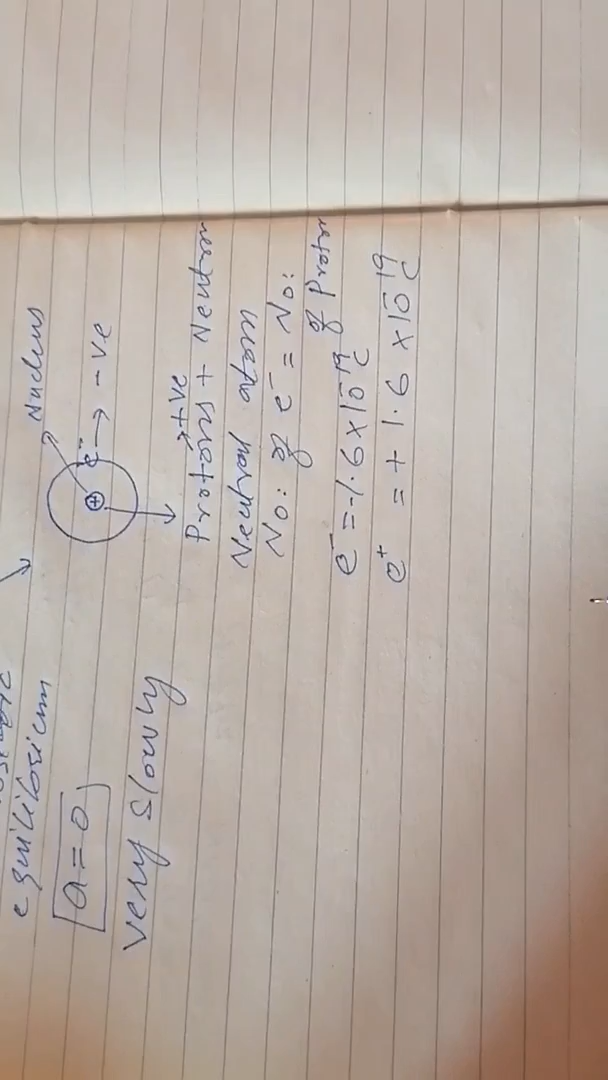 equilibrium
a = 0
very slowly
Nucleus
e⁻ → -ve
+ve
Protons + Neutron
Neutral atom
No: of e⁻ = No:
of Proton
e⁻ = -1.6 × 10⁻¹⁹ C
e⁺ = + 1.6 × 10⁻¹⁹ C